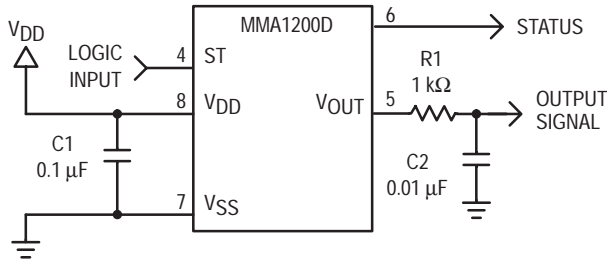 MMA1200D
VDD
LOGIC
INPUT
4
ST
8
VDD
C1
0.1 μF
7
VSS
6
STATUS
R1
1 kΩ
VOUT
5
OUTPUT
SIGNAL
C2
0.01 μF